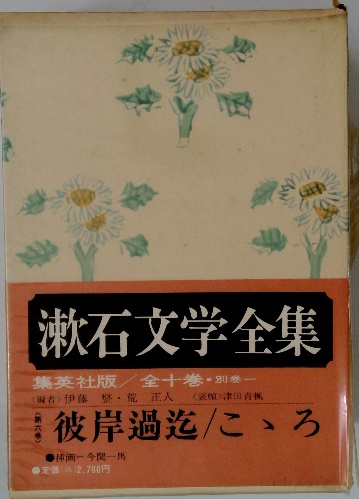 漱石文学全集
集英社版/全十巻・別巻一
〈編者〉伊藤 整・荒 正人 〈装幀〉津田青楓
〈第六巻〉 彼岸過迄/こゝろ
●挿画=今関一馬
●定価(各)2,700円